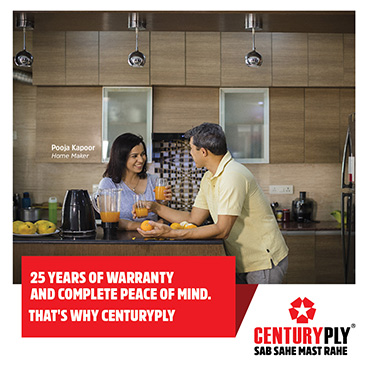 Pooja Kapoor
Home Maker
25 YEARS OF WARRANTY
AND COMPLETE PEACE OF MIND.
THAT'S WHY CENTURYPLY
CENTURYPLY®
SAB SAHE MAST RAHE